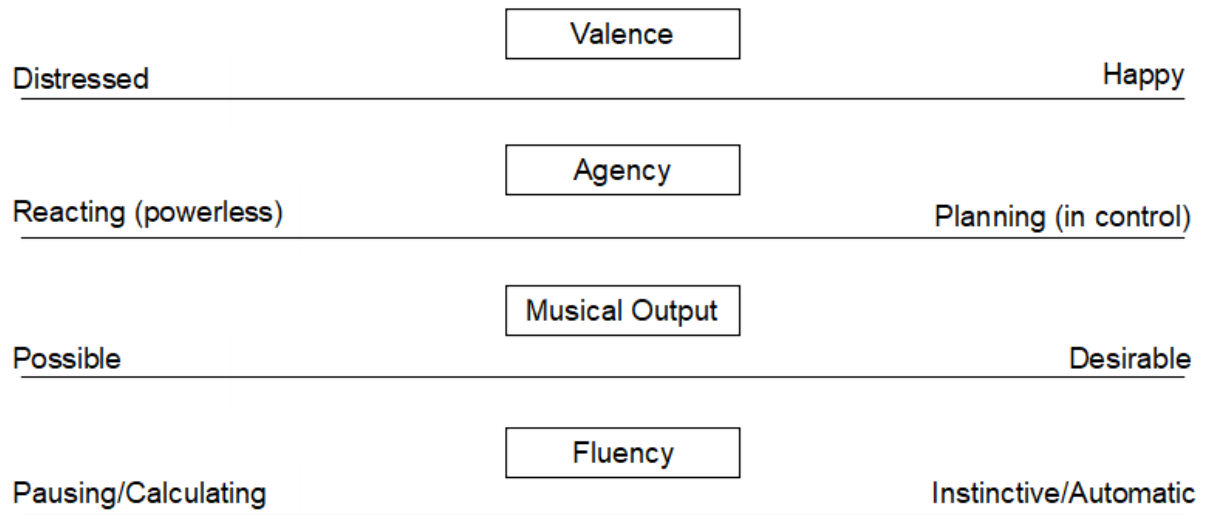 Valence
Distressed
Happy
Agency
Reacting (powerless)
Planning (in control)
Musical Output
Possible
Desirable
Fluency
Pausing/Calculating
Instinctive/Automatic